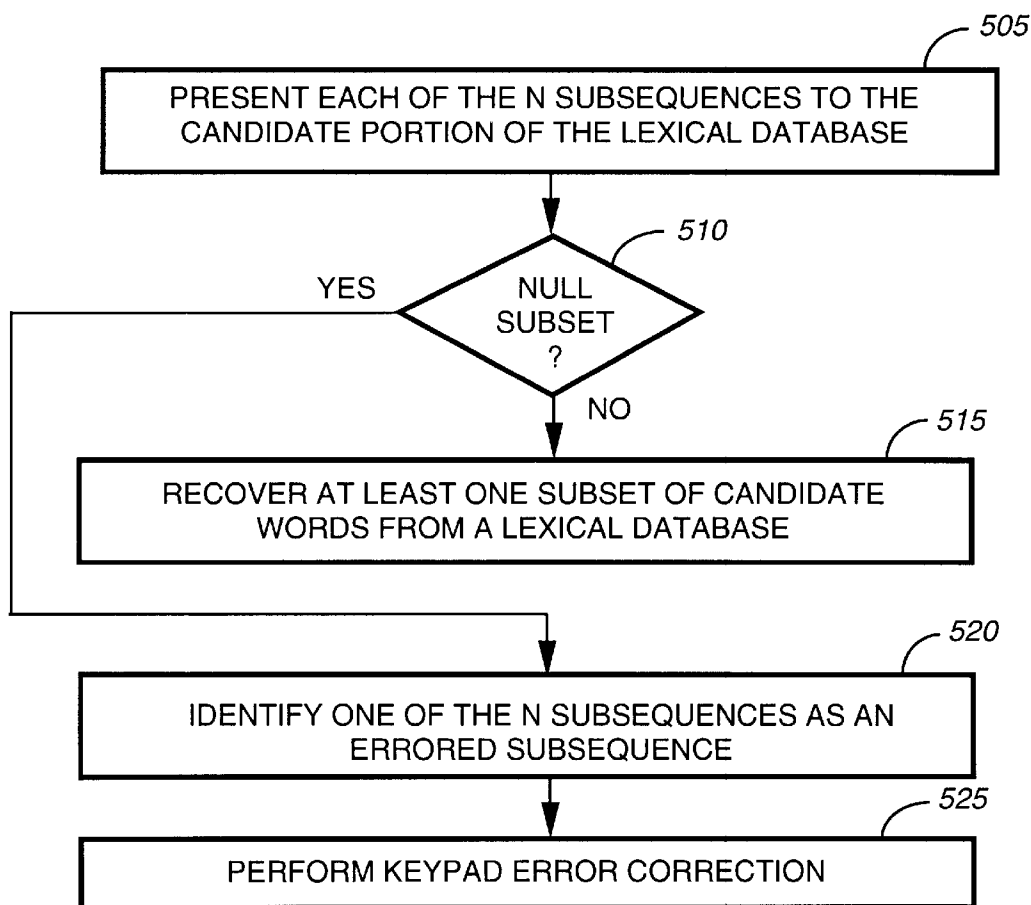 505
PRESENT EACH OF THE N SUBSEQUENCES TO THE
CANDIDATE PORTION OF THE LEXICAL DATABASE
510
YES
NULL
SUBSET
?
NO
515
RECOVER AT LEAST ONE SUBSET OF CANDIDATE
WORDS FROM A LEXICAL DATABASE
520
IDENTIFY ONE OF THE N SUBSEQUENCES AS AN
ERRORED SUBSEQUENCE
525
PERFORM KEYPAD ERROR CORRECTION